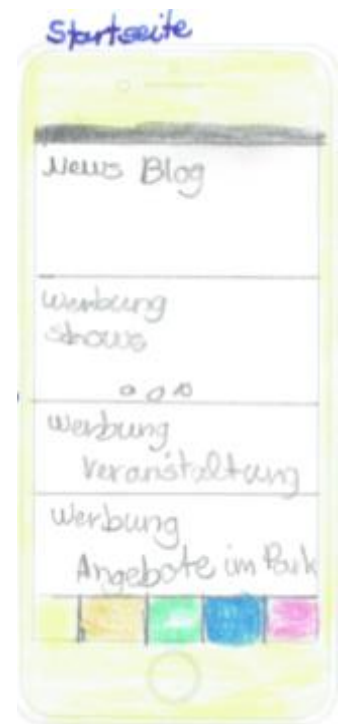 Startseite
News Blog
Werbung
Shows
Werbung
Veranstaltung
Werbung
Angebote im Park